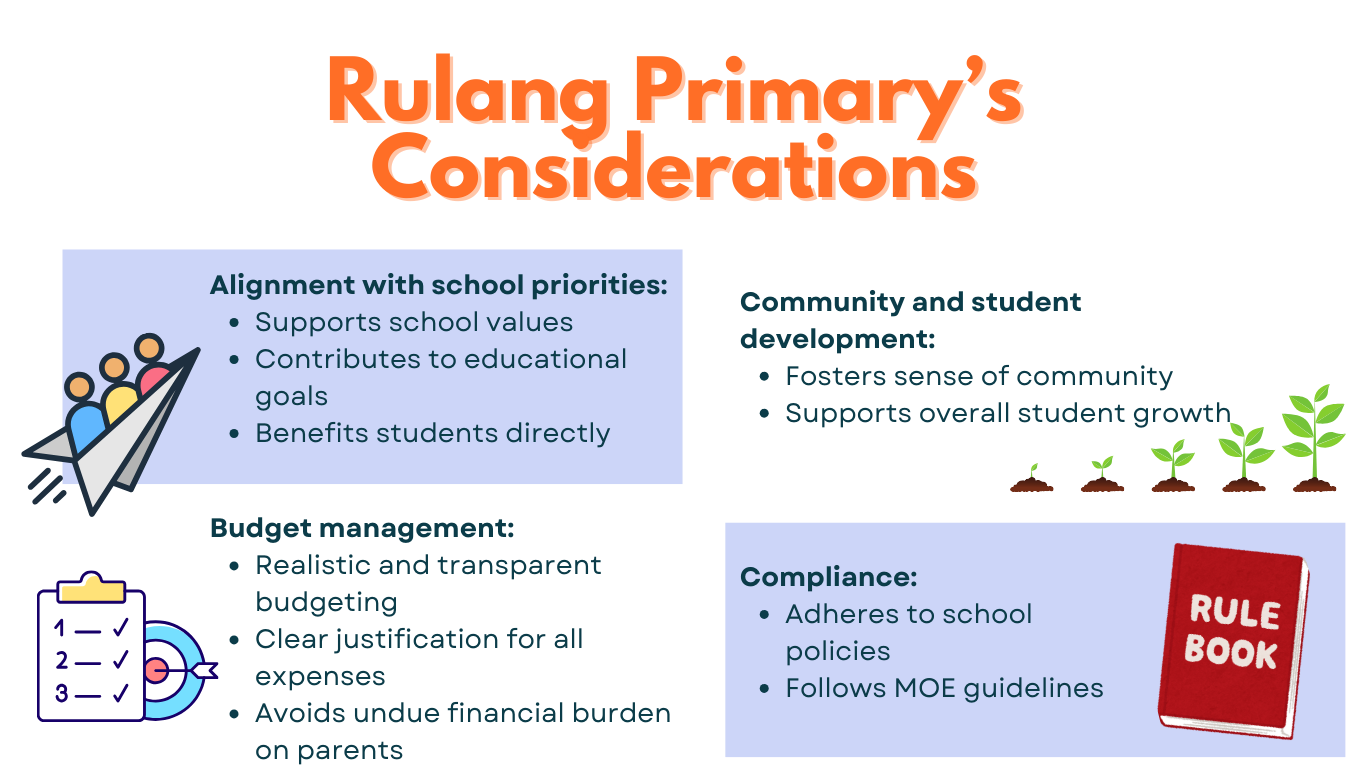 Rulang Primary’s
Considerations
Alignment with school priorities:
• Supports school values
• Contributes to educational
goals
• Benefits students directly
Budget management:
• Realistic and transparent
budgeting
• Clear justification for all
expenses
• Avoids undue financial burden
on parents
1
2
3
Community and student
development:
• Fosters sense of community
• Supports overall student growth
Compliance:
• Adheres to school
policies
• Follows MOE guidelines
RULE
BOOK